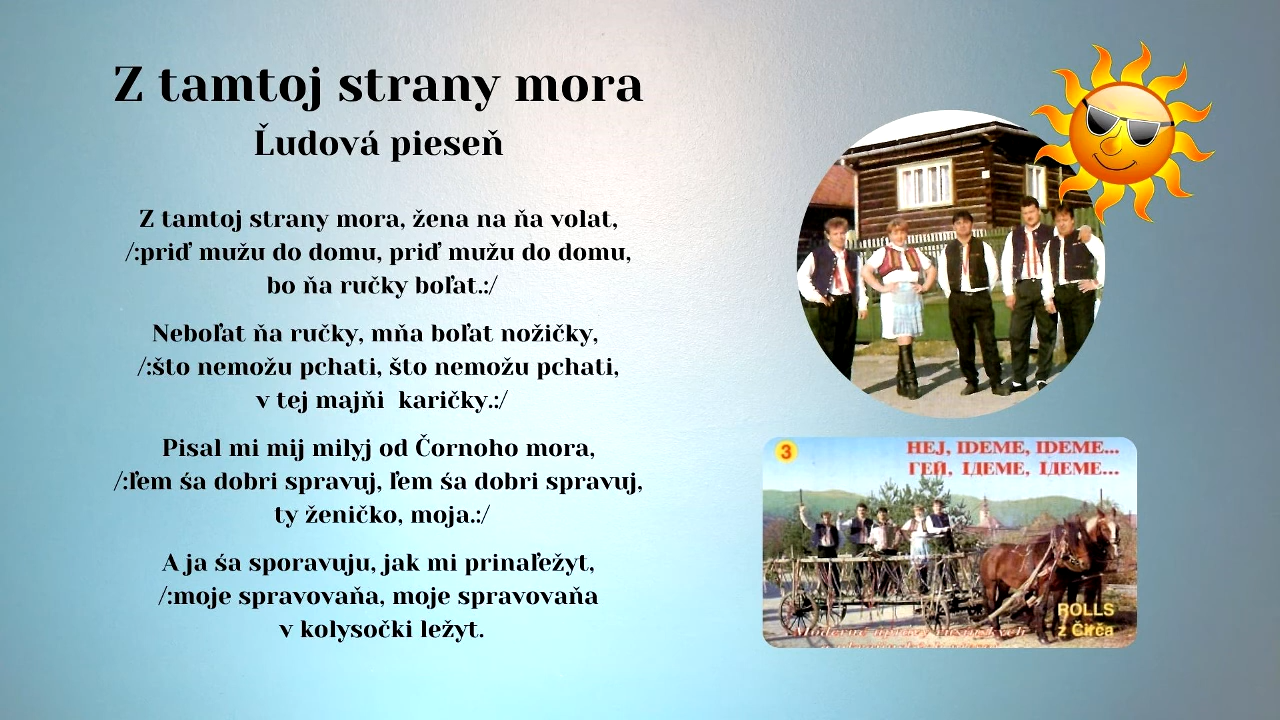 Z tamtoj strany mora
Ľudová pieseň
Z tamtoj strany mora, žena na ňa volat,
/:priď mužu do domu, priď mužu do domu,
bo ňa ručky boľat.:/
Neboľat ňa ručky, mňa boľat nožičky,
/:što nemožu pchati, što nemožu pchati,
v tej majňi karičky.:/
Pisal mi mij milyj od Čornoho mora,
/:ľem śa dobri spravuj, ľem śa dobri spravuj,
ty ženičko, moja.:/
A ja śa sporavuju, jak mi prinaľežyt,
/:moje spravovaňa, moje spravovaňa
v kolysočki ležyt.
3
HEJ, IDEME, IDEME...
ГЕЙ, ІДЕМЕ, ІДЕМЕ...
ROLLS
z Čirča